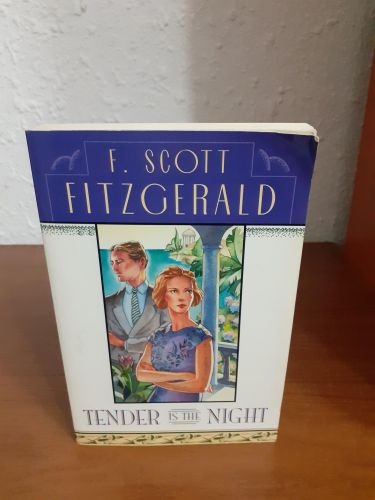 F. SCOTT
FITZGERALD
TENDER IS THE NIGHT